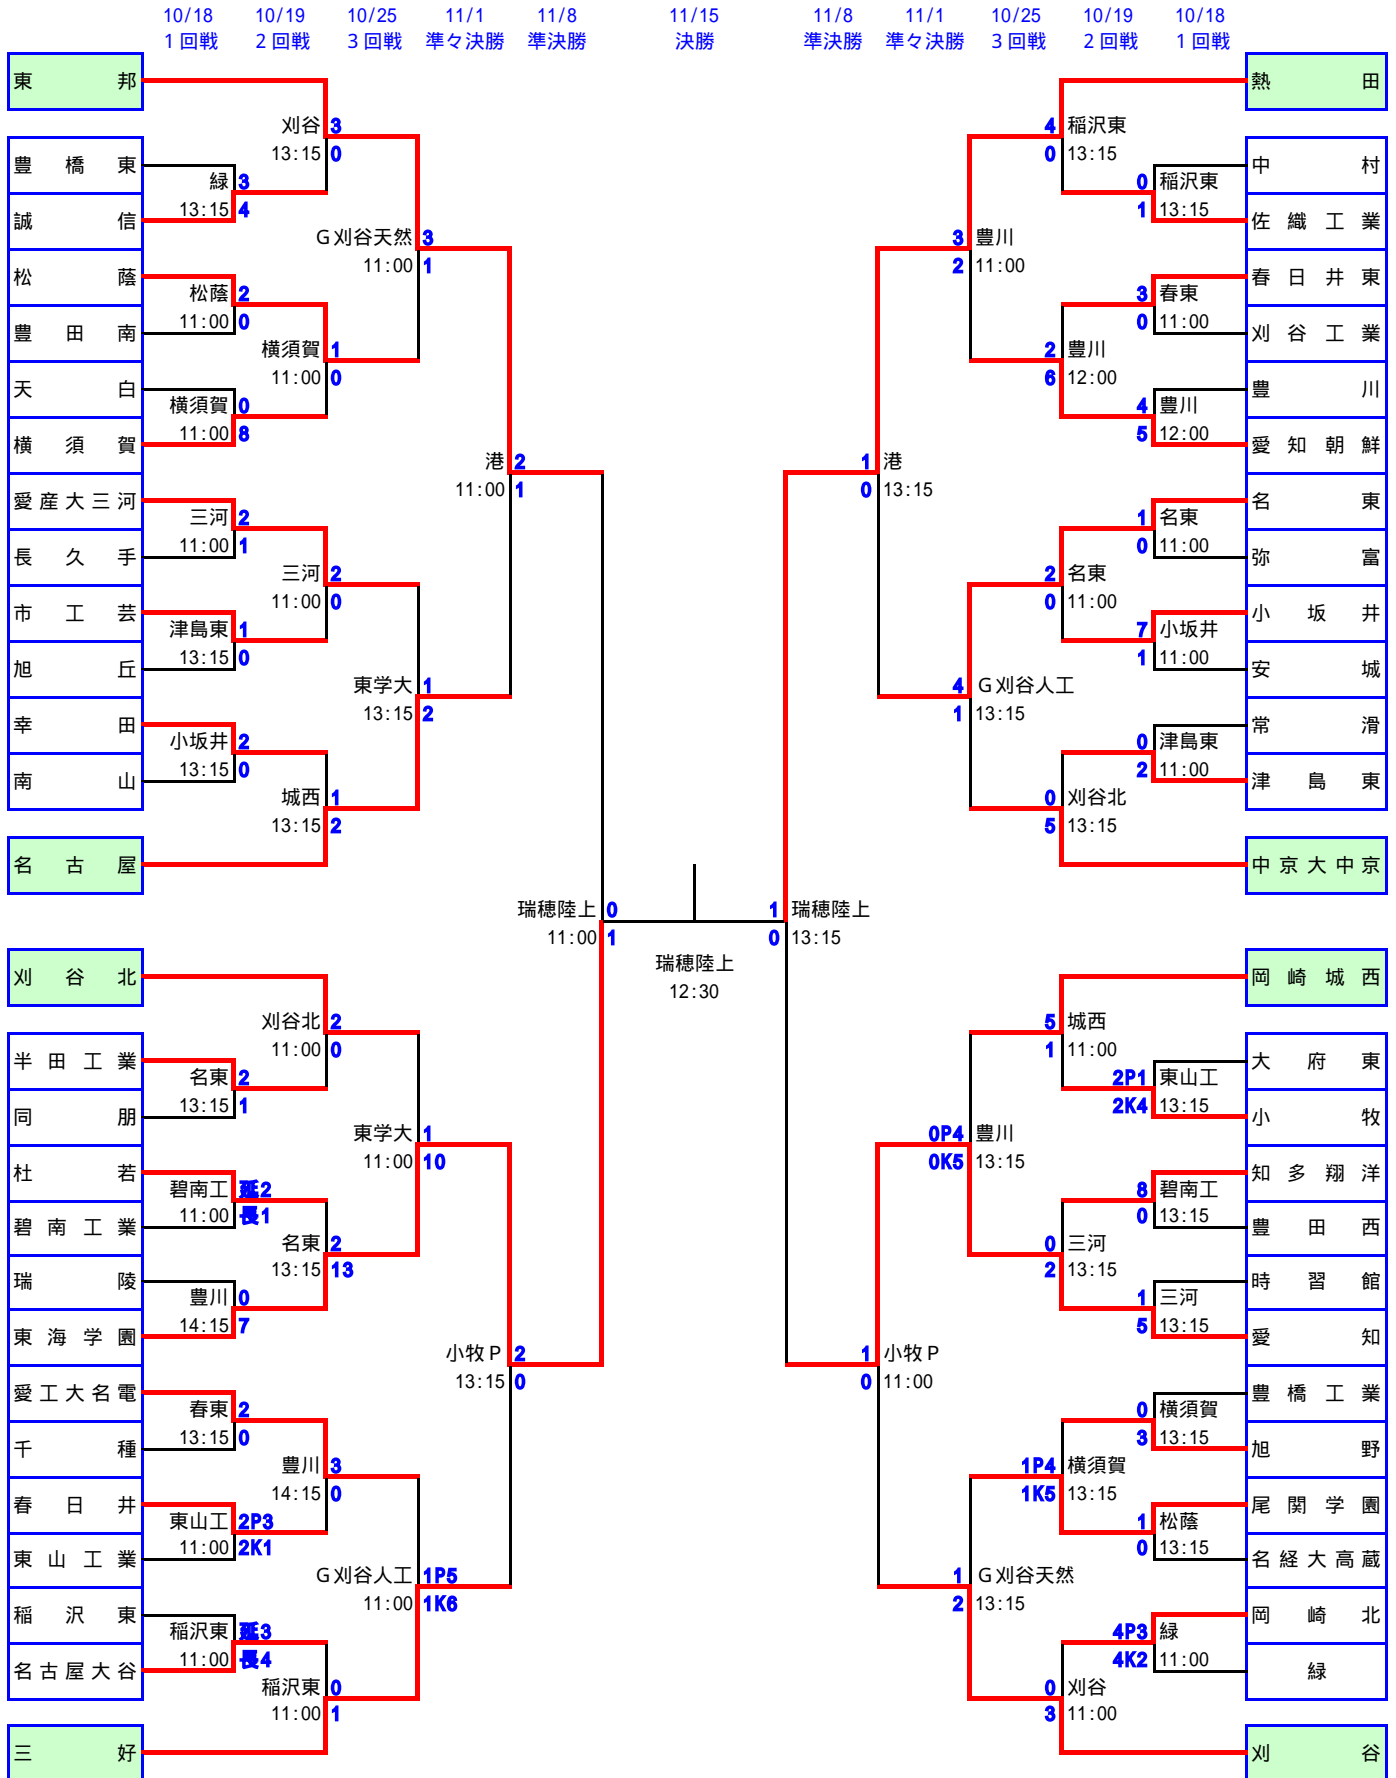 10/18 10/19 10/25 11/1 11/8 11/15 11/8 11/1 10/25 10/19 10/18
1回戦 2回戦 3回戦 準々決勝 準決勝 決勝 準決勝 準々決勝 3回戦 2回戦 1回戦
東邦
刈谷 3
13:15 0
豊橋東
緑 3
13:15 4
誠信
G刈谷天然 3
11:00 1
松蔭
松蔭 2
11:00 0
豊田南
横須賀 1
11:00 0
天白
横須賀 0
11:00 8
横須賀
港 2
11:00 1
愛産大三河
三河 2
11:00 1
長久手
三河 2
11:00 0
市工芸
津島東 1
13:15 0
旭丘
東学大 1
13:15 2
幸田
小坂井 2
13:15 0
南山
城西 1
13:15 2
名古屋
瑞穂陸上 0
11:00 1
刈谷北
刈谷北 2
11:00 0
半田工業
名東 2
13:15 1
同朋
東学大 1
11:00 10
杜若
碧南工 延2
11:00 長1
碧南工業
名東 2
13:15 13
瑞陵
豊川 0
14:15 7
東海学園
小牧P 2
13:15 0
愛工大名電
春東 2
13:15 0
千種
豊川 3
14:15 0
春日井
東山工 2P3
11:00 2K1
東山工業
G刈谷人工 1P5
11:00 1K6
稲沢東
稲沢東 延3
11:00 長4
名古屋大谷
稲沢東 0
11:00 1
三好
瑞穂陸上
12:30
熱田
4 稲沢東
0 13:15
中村
0 稲沢東
1 13:15
佐織工業
3 豊川
2 11:00
春日井東
3 春東
0 11:00
刈谷工業
2 豊川
6 12:00
豊川
4 豊川
5 12:00
愛知朝鮮
1 港
0 13:15
名東
1 名東
0 11:00
弥富
2 名東
0 11:00
小坂井
7 小坂井
1 11:00
安城
4 G刈谷人工
1 13:15
常滑
0 津島東
2 11:00
津島東
0 刈谷北
5 13:15
中京大中京
1 瑞穂陸上
0 13:15
岡崎城西
5 城西
1 11:00
大府東
2P1 東山工
2K4 13:15
小牧
0P4 豊川
0K5 13:15
知多翔洋
8 碧南工
0 13:15
豊田西
0 三河
2 13:15
時習館
1 三河
5 13:15
愛知
1 小牧P
0 11:00
豊橋工業
0 横須賀
3 13:15
旭野
1P4 横須賀
1K5 13:15
尾関学園
1 松蔭
0 13:15
名経大高蔵
1 G刈谷天然
2 13:15
岡崎北
4P3 緑
4K2 11:00
緑
0 刈谷
3 11:00
刈谷